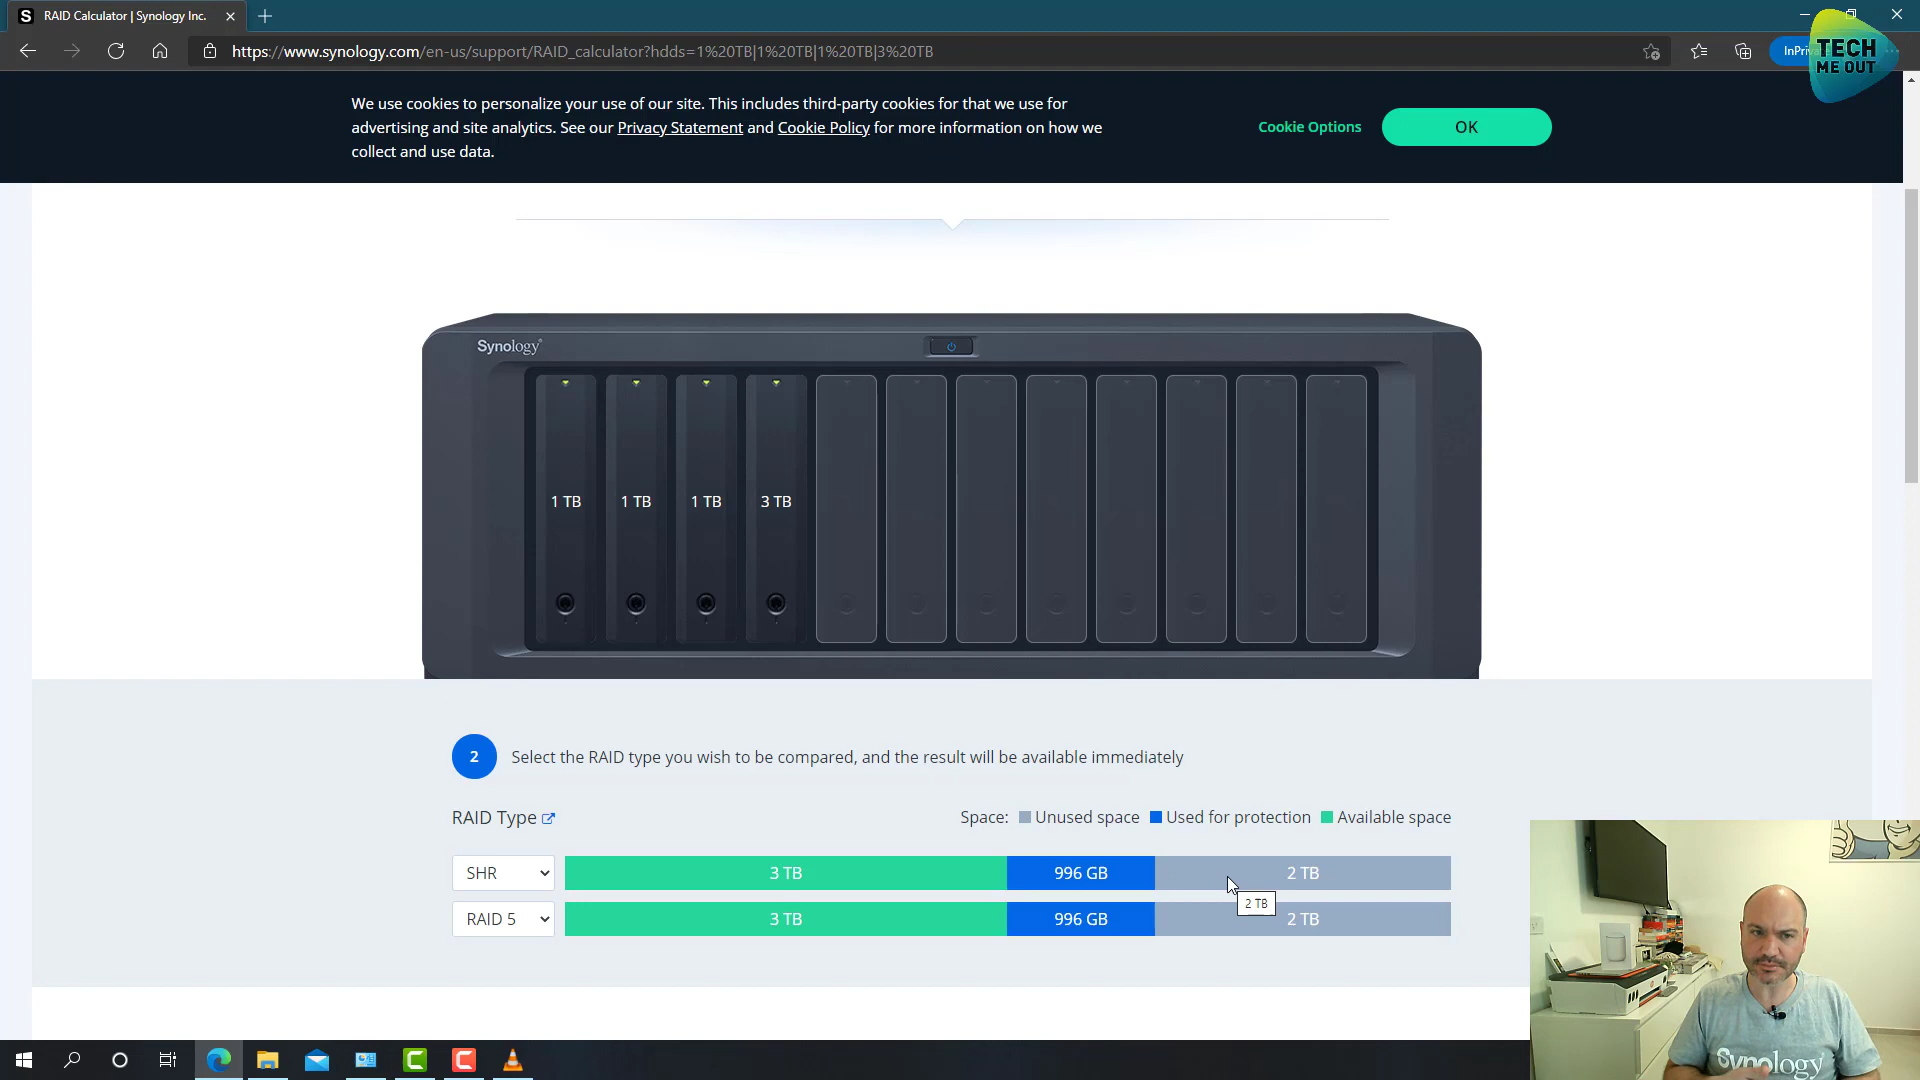 RAID Calculator | Synology Inc.
https://www.synology.com/en-us/support/RAID_calculator?hdds=1%20TB|1%20TB|1%20TB|3%20TB
TECH
ME OUT
We use cookies to personalize your use of our site. This includes third-party cookies for that we use for
advertising and site analytics. See our Privacy Statement and Cookie Policy for more information on how we
collect and use data.
Cookie Options
OK
Synology
1 TB
1 TB
1 TB
3 TB
2
Select the RAID type you wish to be compared, and the result will be available immediately
RAID Type
Space:
Unused space
Used for protection
Available space
SHR
3 TB
996 GB
2 TB
2 TB
RAID 5
3 TB
996 GB
2 TB
Synology